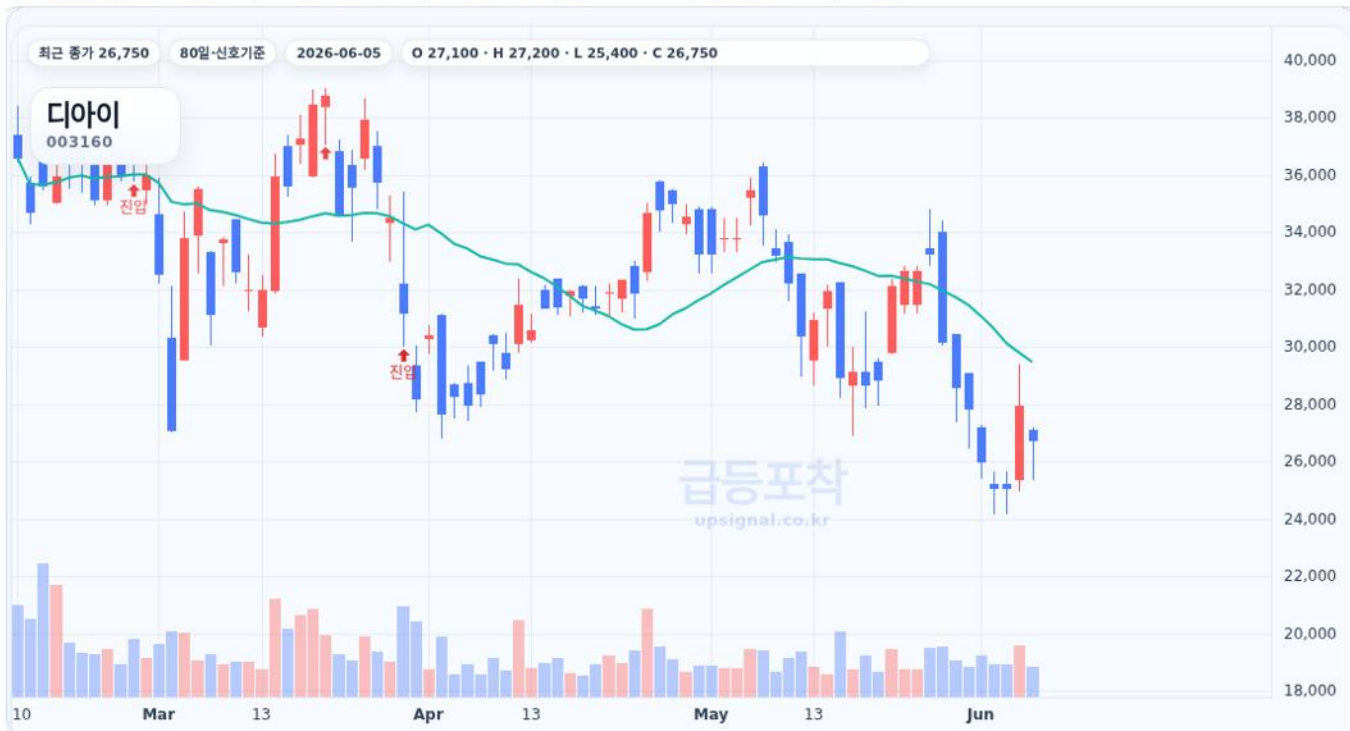 최근 종가 26,750 80일·신호기준 2026-06-05 O 27,100 · H 27,200 · L 25,400 · C 26,750
디아이
003160
40,000
38,000
36,000
34,000
32,000
30,000
28,000
26,000
24,000
22,000
20,000
18,000
진입
진입
급등포착
upsignal.co.kr
10 Mar 13 Apr 13 May 13 Jun